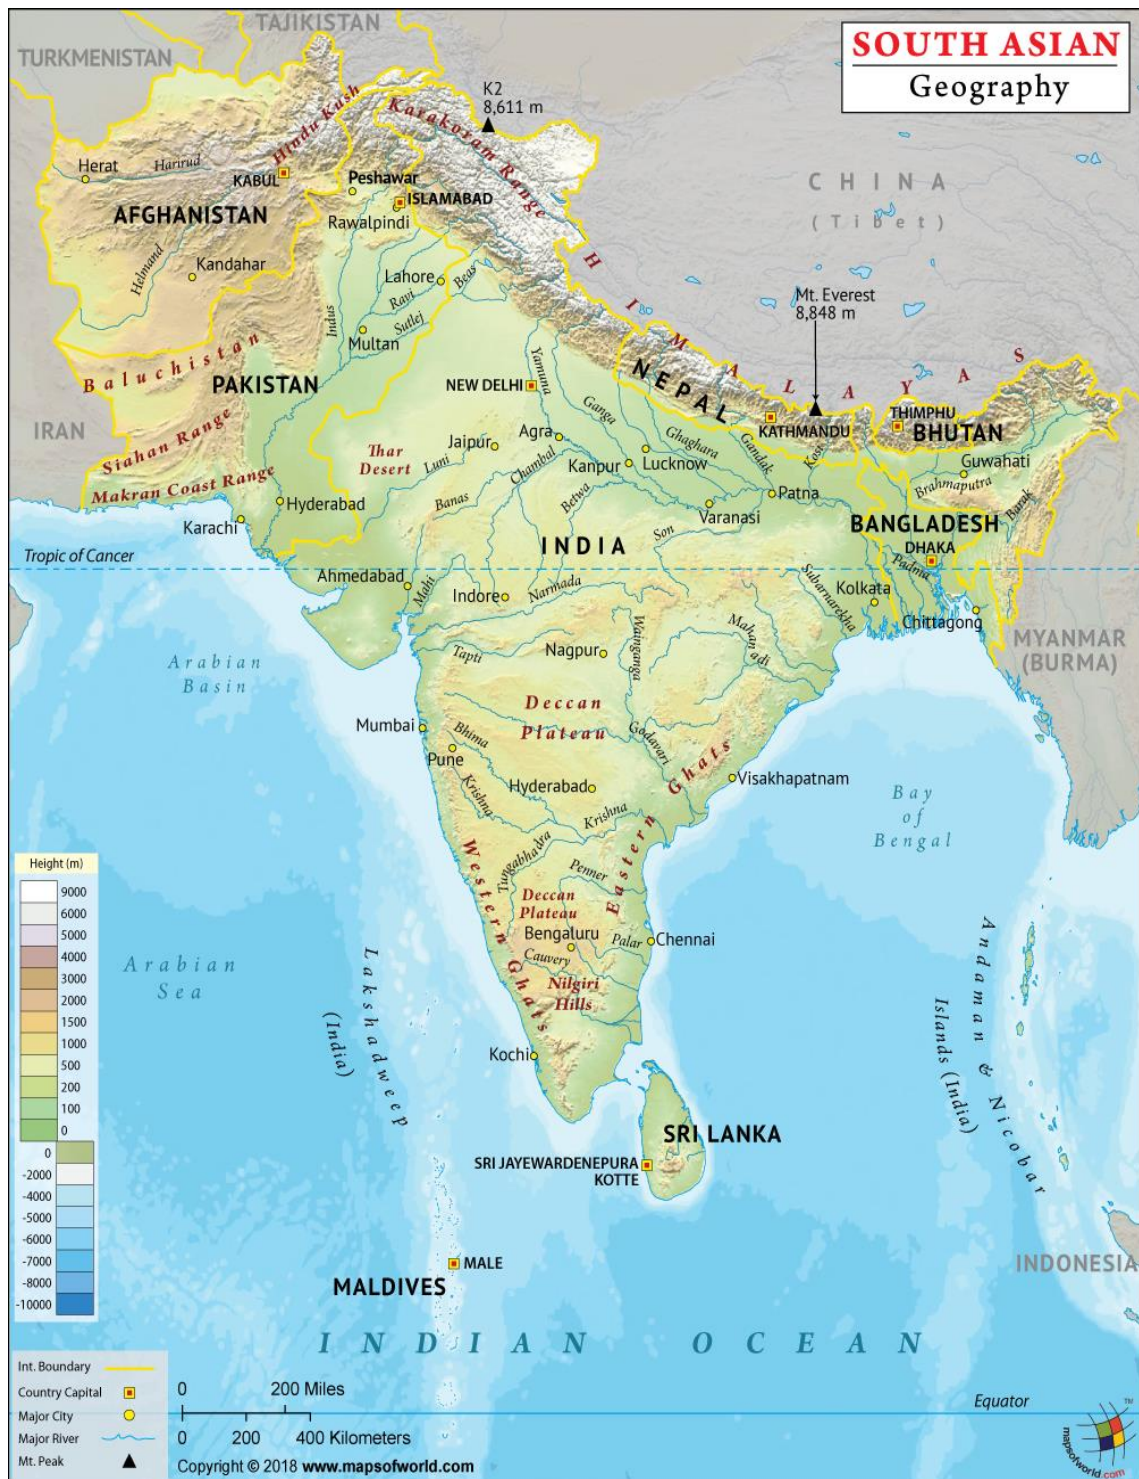 SOUTH ASIAN
Geography
TAJIKISTAN
TURKMENISTAN
K2
8,611 m
Hindu Kush
Karakoram Range
Herat
Harirud
KABUL
Peshawar
ISLAMABAD
Rawalpindi
AFGHANISTAN
CHINA
(Tibet)
Helmand
Kandahar
Lahore
Beas
Ravi
Sutlej
Indus
Multan
HIMALAYAS
Mt. Everest
8,848 m
Baluchistan
PAKISTAN
NEW DELHI
Yamuna
NEPAL
KATHMANDU
THIMPHU
BHUTAN
IRAN
Siahan Range
Makran Coast Range
Thar
Desert
Jaipur
Agra
Ganga
Ghaghara
Gandak
Kosi
Luni
Chambal
Kanpur
Lucknow
Guwahati
Brahmaputra
Barak
Banas
Betwa
Patna
Varanasi
Hyderabad
Karachi
Son
INDIA
BANGLADESH
DHAKA
Padma
Tropic of Cancer
Ahmedabad
Mahi
Indore
Narmada
Subarnarekha
Kolkata
Chittagong
MYANMAR
(BURMA)
Arabian
Basin
Tapti
Nagpur
Wainganga
Mahanadi
Deccan
Plateau
Mumbai
Pune
Bhima
Godavari
Eastern Ghats
Hyderabad
Visakhapatnam
Krishna
Krishna
Bay
of
Bengal
Western Ghats
Tungabhadra
Penner
Deccan
Plateau
Bengaluru
Palar
Chennai
Cauvery
Nilgiri
Hills
Kochi
Arabian
Sea
Lakshadweep
(India)
Andaman & Nicobar
Islands (India)
SRI LANKA
SRI JAYEWARDENEPURA
KOTTE
MALE
MALDIVES
INDONESIA
INDIAN OCEAN
Equator
Height (m)
9000
6000
5000
4000
3000
2000
1500
1000
500
200
100
0
0
-2000
-4000
-5000
-6000
-7000
-8000
-10000
Int. Boundary
Country Capital
Major City
Major River
Mt. Peak
0 200 Miles
0 200 400 Kilometers
Copyright © 2018 www.mapsofworld.com
mapsofworld.com
TM